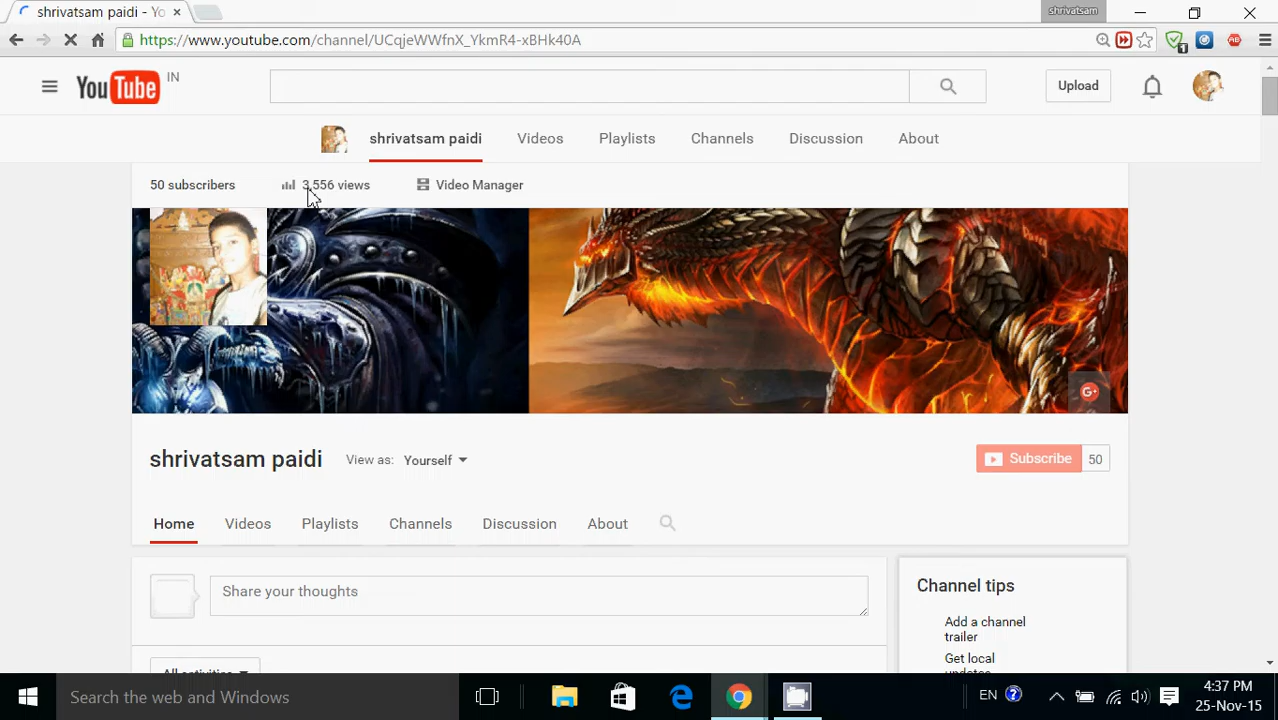 shrivatsam paidi - Yo
shrivatsam
https://www.youtube.com/channel/UCqjeWWfnX_YkmR4-xBHk40A
1
YouTube IN
Upload
shrivatsam paidi Videos Playlists Channels Discussion About
50 subscribers 3,556 views Video Manager
G+
shrivatsam paidi View as: Yourself Subscribe 50
Home Videos Playlists Channels Discussion About
Share your thoughts
Channel tips
Add a channel
trailer
Get local
All activities
Search the web and Windows
EN
4:37 PM
25-Nov-15